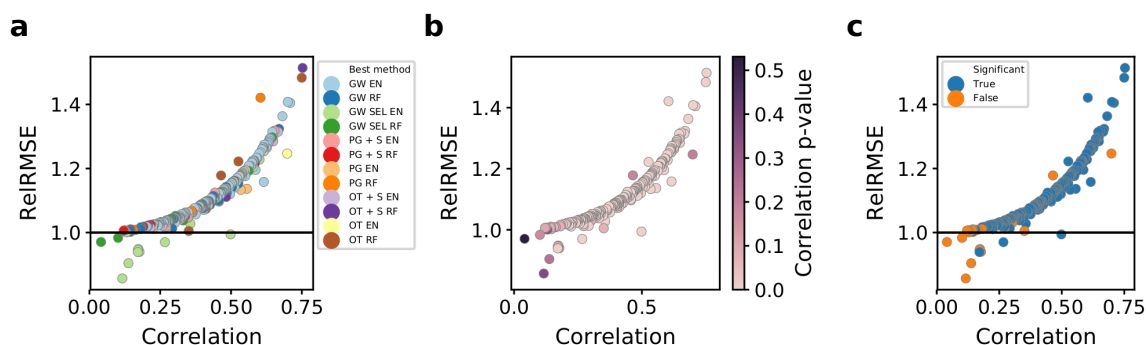 a
b
c
RelRMSE
1.4
1.2
1.0
0.00
0.25
0.50
0.75
Correlation
Best method
GW EN
GW RF
GW SEL EN
GW SEL RF
PG + S EN
PG + S RF
PG EN
PG RF
OT + S EN
OT + S RF
OT EN
OT RF
RelRMSE
1.4
1.2
1.0
0.0
0.5
Correlation
0.5
0.4
0.3
0.2
0.1
0.0
Correlation p-value
RelRMSE
1.4
1.2
1.0
0.00
0.25
0.50
0.75
Correlation
Significant
True
False